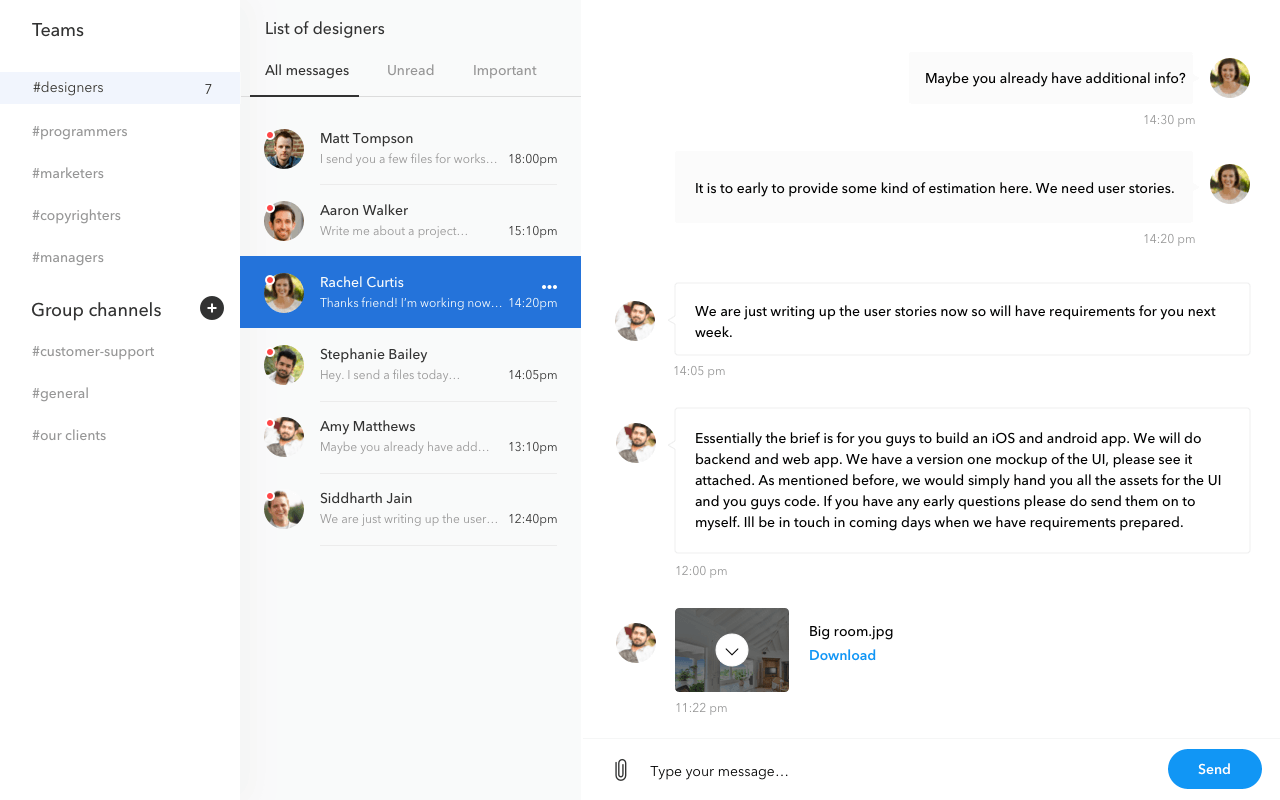 Teams
#designers 7
#programmers
#marketers
#copyrighters
#managers
Group channels
#customer-support
#general
#our clients
List of designers
All messages Unread Important
Matt Tompson
I send you a few files for works... 18:00pm
Aaron Walker
Write me about a project... 15:10pm
Rachel Curtis
Thanks friend! I'm working now... 14:20pm
Stephanie Bailey
Hey. I send a files today... 14:05pm
Amy Matthews
Maybe you already have add... 13:10pm
Siddharth Jain
We are just writing up the user... 12:40pm
Maybe you already have additional info?
14:30 pm
It is to early to provide some kind of estimation here. We need user stories.
14:20 pm
We are just writing up the user stories now so will have requirements for you next
week.
14:05 pm
Essentially the brief is for you guys to build an iOS and android app. We will do
backend and web app. We have a version one mockup of the UI, please see it
attached. As mentioned before, we would simply hand you all the assets for the UI
and you guys code. If you have any early questions please do send them on to
myself. Ill be in touch in coming days when we have requirements prepared.
12:00 pm
Big room.jpg
Download
11:22 pm
Type your message...
Send